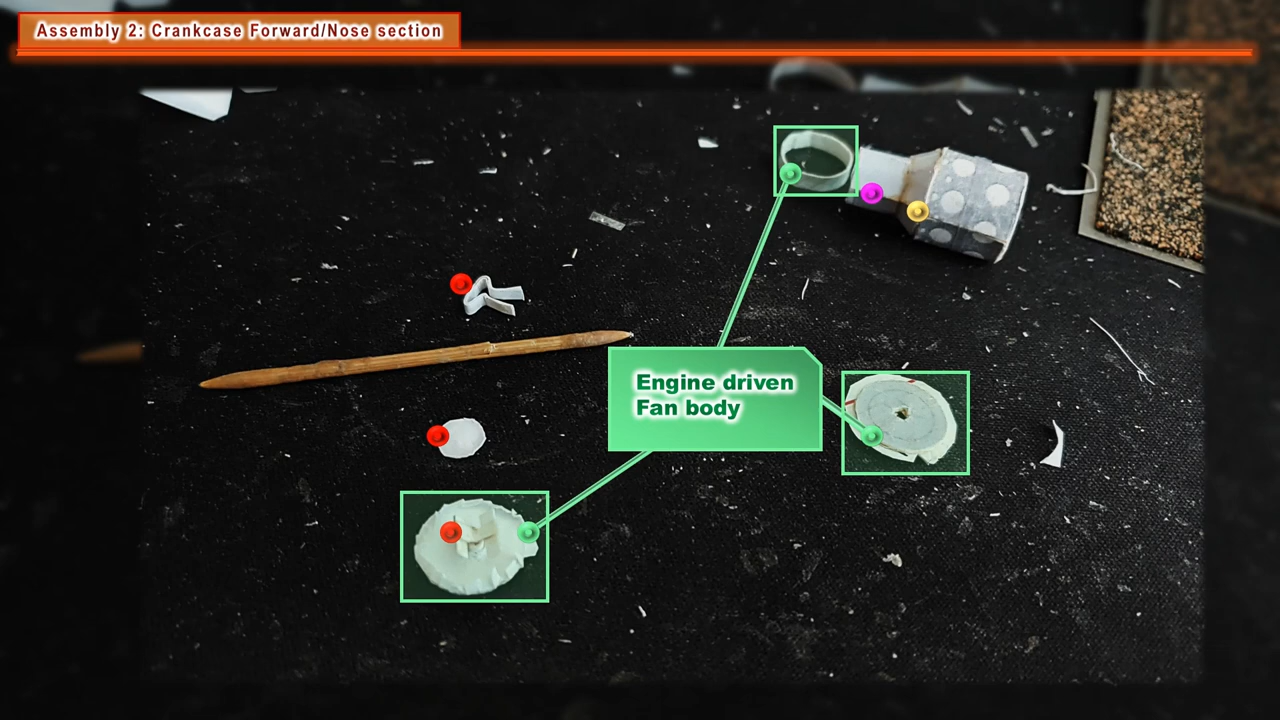 Assembly 2: Crankcase Forward/Nose section
Engine driven
Fan body